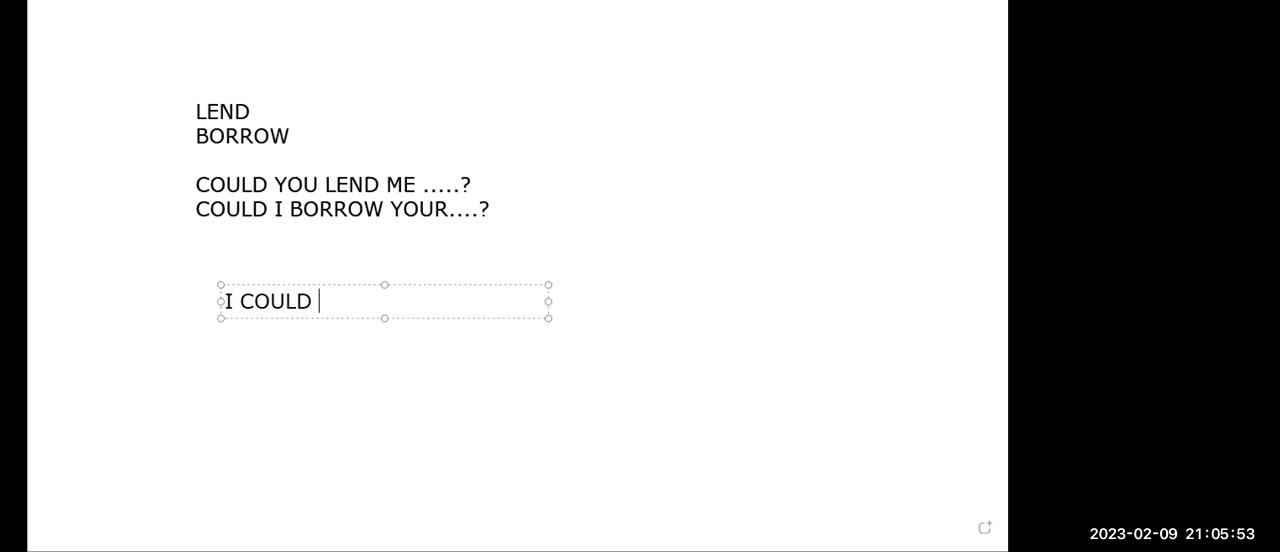 LEND
BORROW
COULD YOU LEND ME .....?
COULD I BORROW YOUR....?
I COULD
2023-02-09 21:05:53